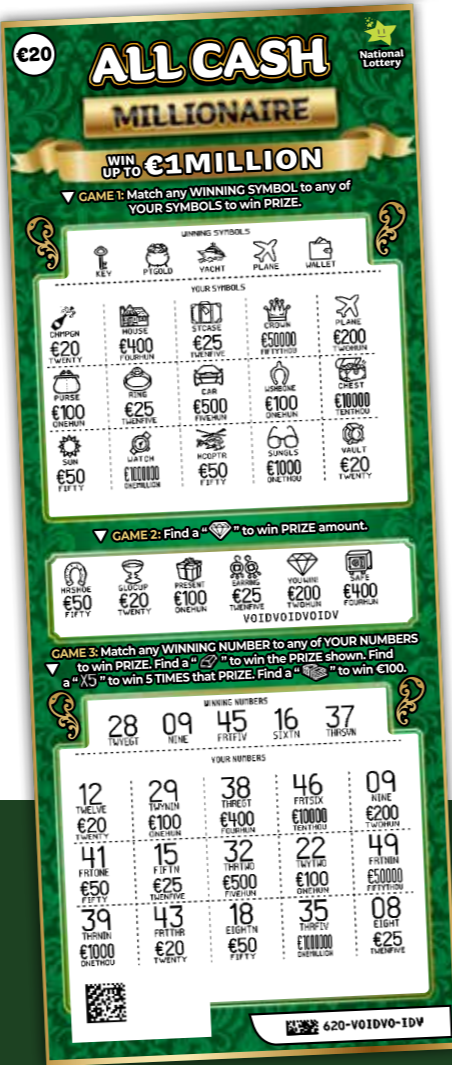 €20
ALL CASH
National
Lottery
MILLIONAIRE
WIN
UP TO €1MILLION
▼ GAME 1: Match any WINNING SYMBOL to any of
YOUR SYMBOLS to win PRIZE.
WINNING SYMBOLS
KEY PTGOLD YACHT PLANE WALLET
YOUR SYMBOLS
CHMPGN HOUSE STCASE CROWN PLANE
€20 €400 €25 €50000 €200
TWENTY FOURHUN TWENFIVE FIFTYTHOU TWOHUN
PURSE RING CAR WSHBONE CHEST
€100 €25 €500 €100 €10000
ONEHUN TWENFIVE FIVEHUN ONEHUN TENTHOU
SUN WATCH HCOPTR SUNGLS VAULT
€50 €1000000 €50 €1000 €20
FIFTY ONEMILLION FIFTY ONETHOU TWENTY
▼ GAME 2: Find a " " to win PRIZE amount.
HRSHOE GLDCUP PRESENT EARRING YOUWIN! SAFE
€50 €20 €100 €25 €200 €400
FIFTY TWENTY ONEHUN TWENFIVE TWOHUN FOURHUN
VOIDVOIDVOIDV
GAME 3: Match any WINNING NUMBER to any of YOUR NUMBERS
▼ to win PRIZE. Find a " " to win the PRIZE shown. Find
a "X5" to win 5 TIMES that PRIZE. Find a " " to win €100.
WINNING NUMBERS
28 09 45 16 37
TWYEGT NINE FRTFIV SIXTN THRSVN
YOUR NUMBERS
12 29 38 46 09
TWELVE TWYNIN THREGT FRTSIX NINE
€20 €100 €400 €10000 €200
TWENTY ONEHUN FOURHUN TENTHOU TWOHUN
41 15 32 22 49
FRTONE FIFTN THRTWO TWYTWO FRTNIN
€50 €25 €500 €100 €50000
FIFTY TWENFIVE FIVEHUN ONEHUN FIFTYTHOU
39 43 18 35 08
THRNIN FRTTHR EIGHTN THRFIV EIGHT
€1000 €20 €50 €1000000 €25
ONETHOU TWENTY FIFTY ONEMILLION TWENFIVE
620-VOIDVO-IDV